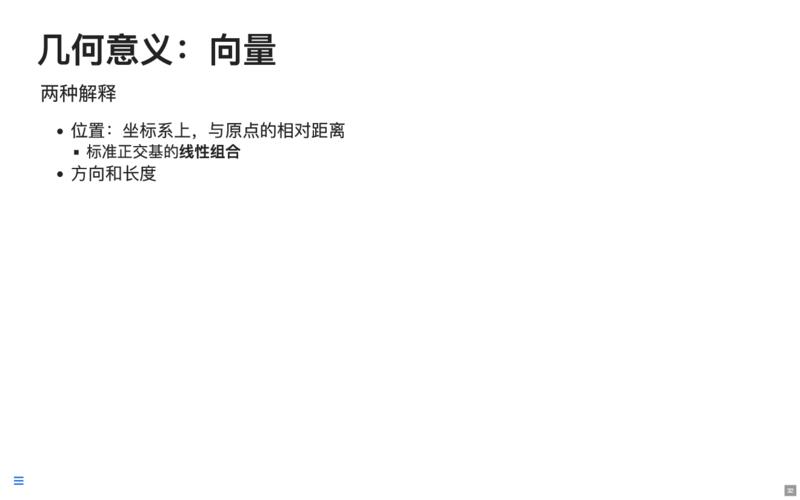 几何意义：向量
两种解释
位置：坐标系上，与原点的相对距离
标准正交基的线性组合
方向和长度
32